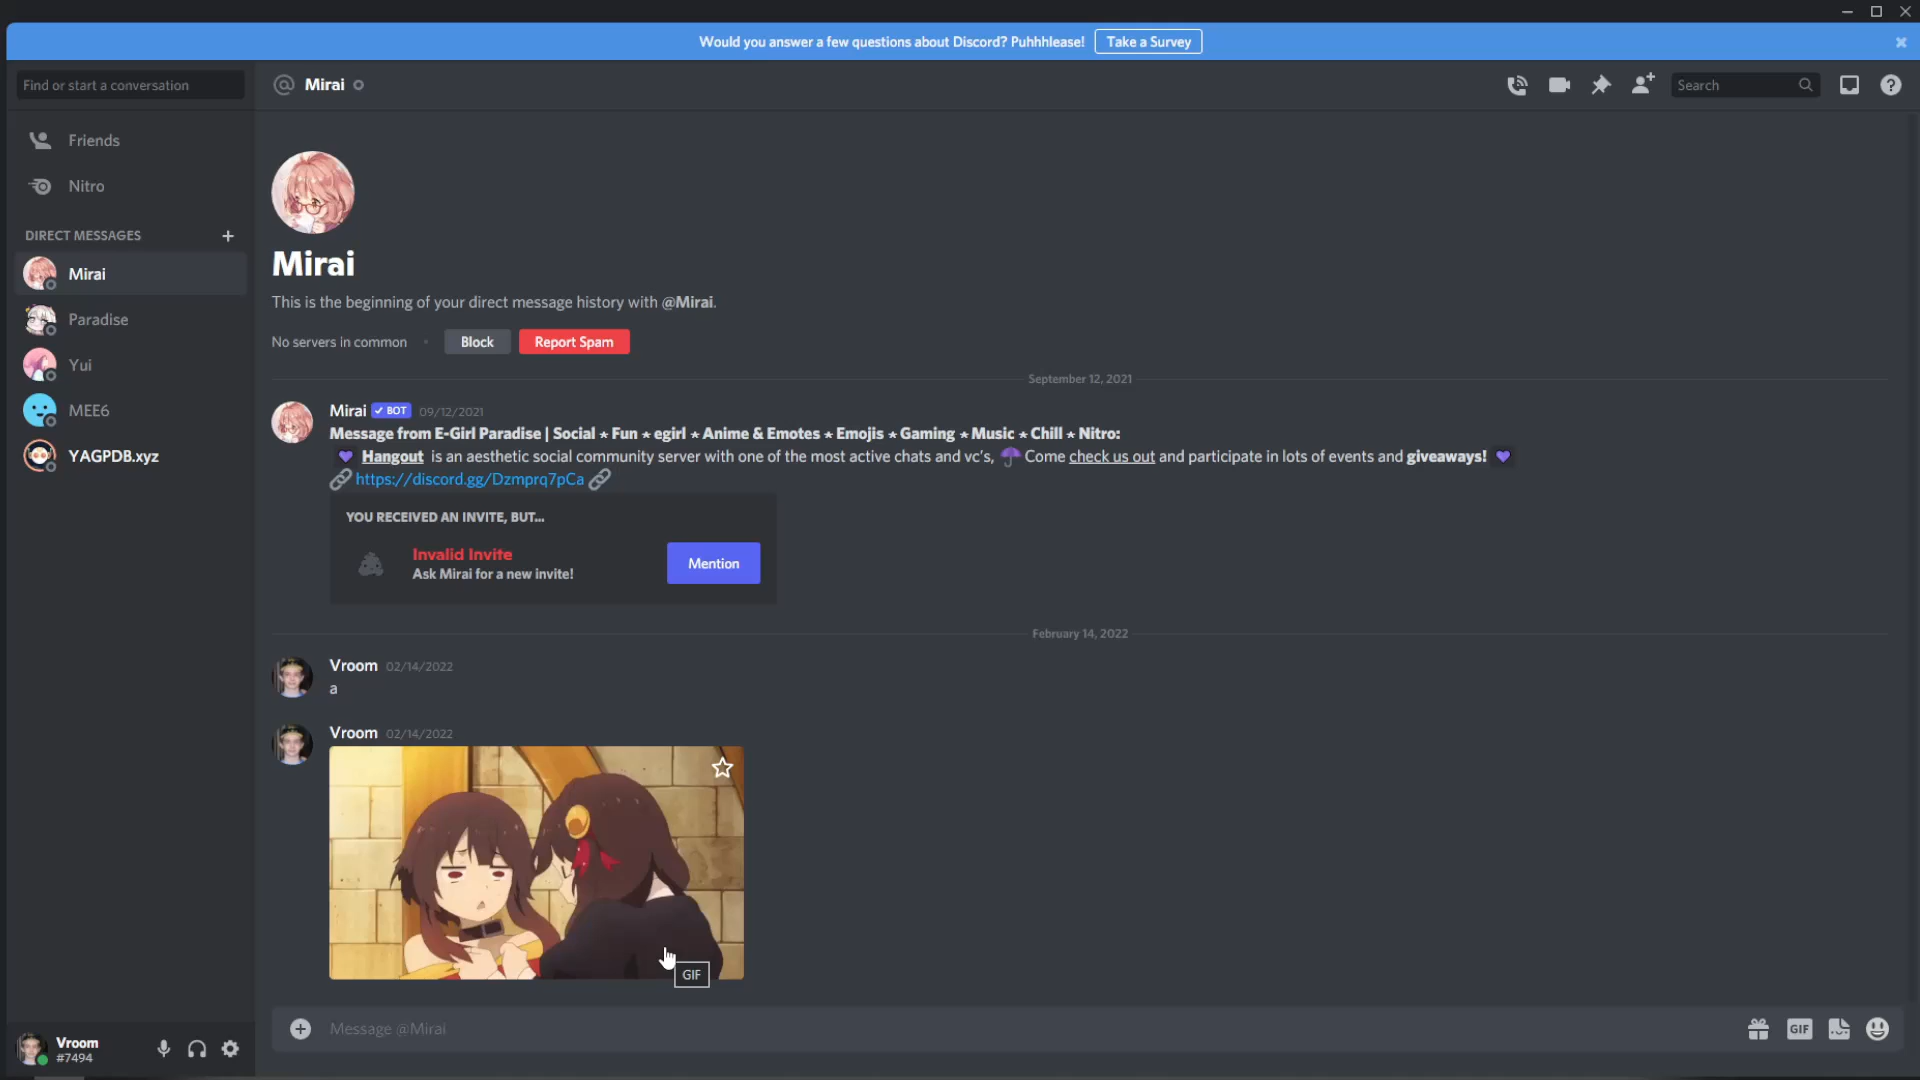 Would you answer a few questions about Discord? Puhhhlease! Take a Survey
Find or start a conversation
Mirai
Search
Friends
Nitro
DIRECT MESSAGES
Mirai
Paradise
Yui
MEE6
YAGPDB.xyz
Mirai
This is the beginning of your direct message history with @Mirai.
No servers in common Block Report Spam
September 12, 2021
Mirai BOT 09/12/2021
Message from E-Girl Paradise | Social ⋆ Fun ⋆ egirl ⋆ Anime & Emotes ⋆ Emojis ⋆ Gaming ⋆ Music ⋆ Chill ⋆ Nitro:
💜 Hangout is an aesthetic social community server with one of the most active chats and vc's, ☂ Come check us out and participate in lots of events and giveaways! 💜
🔗 https://discord.gg/Dzmprq7pCa 🔗
YOU RECEIVED AN INVITE, BUT...
Invalid Invite
Ask Mirai for a new invite!
Mention
February 14, 2022
Vroom 02/14/2022
a
Vroom 02/14/2022
GIF
Message @Mirai
GIF
Vroom
#7494